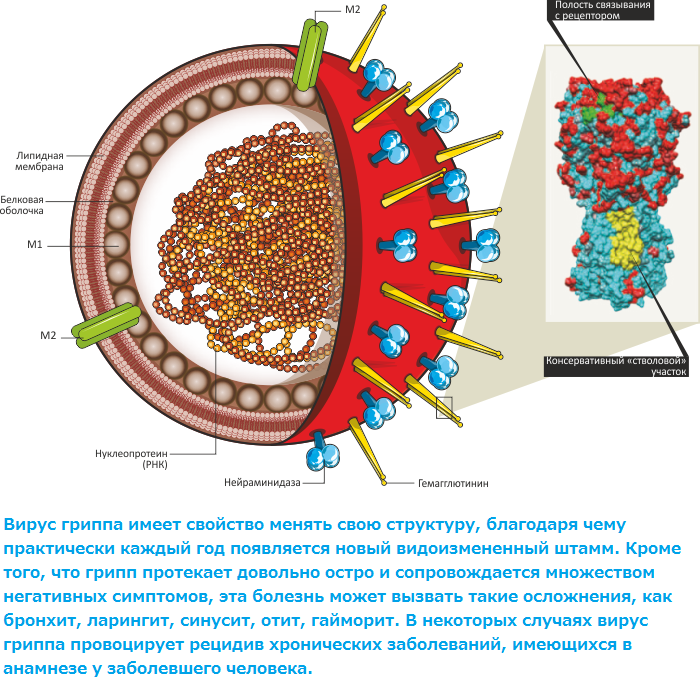 M2
Полость связывания
с рецептором
Липидная
мембрана
Белковая
оболочка
M1
M2
Консервативный «стволовой»
участок
Нуклеопротеин
(РНК)
Нейраминидаза
Гемагглютинин
Вирус гриппа имеет свойство менять свою структуру, благодаря чему
практически каждый год появляется новый видоизмененный штамм. Кроме
того, что грипп протекает довольно остро и сопровождается множеством
негативных симптомов, эта болезнь может вызвать такие осложнения, как
бронхит, ларингит, синусит, отит, гайморит. В некоторых случаях вирус
гриппа провоцирует рецидив хронических заболеваний, имеющихся в
анамнезе у заболевшего человека.